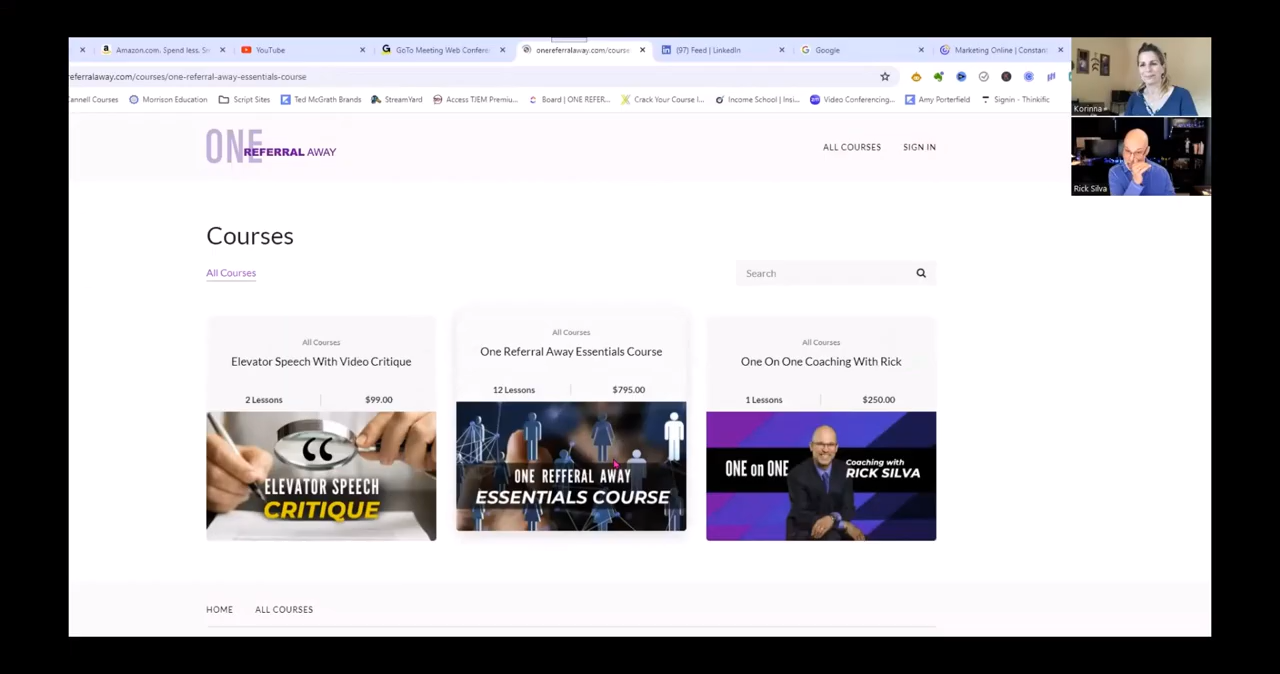 Amazon.com. Spend less. Sm
YouTube
GoTo Meeting Web Confere
onereferralaway.com/course
(97) Feed | LinkedIn
Google
Marketing Online | Constan
referralaway.com/courses/one-referral-away-essentials-course
annell Courses
Morrison Education
Script Sites
Ted McGrath Brands
StreamYard
Access TJEM Premiu...
Board | ONE REFER...
Crack Your Course I...
Income School | Insi...
Video Conferencing...
Amy Porterfield
Signin - Thinkific
Korinna
Rick Silva
ONE REFERRAL AWAY
ALL COURSES
SIGN IN
Courses
All Courses
Search
All Courses
Elevator Speech With Video Critique
2 Lessons
$99.00
“
ELEVATOR SPEECH
CRITIQUE
All Courses
One Referral Away Essentials Course
12 Lessons
$795.00
ONE REFFERAL AWAY
ESSENTIALS COURSE
All Courses
One On One Coaching With Rick
1 Lessons
$250.00
ONE on ONE
Coaching with
RICK SILVA
HOME
ALL COURSES